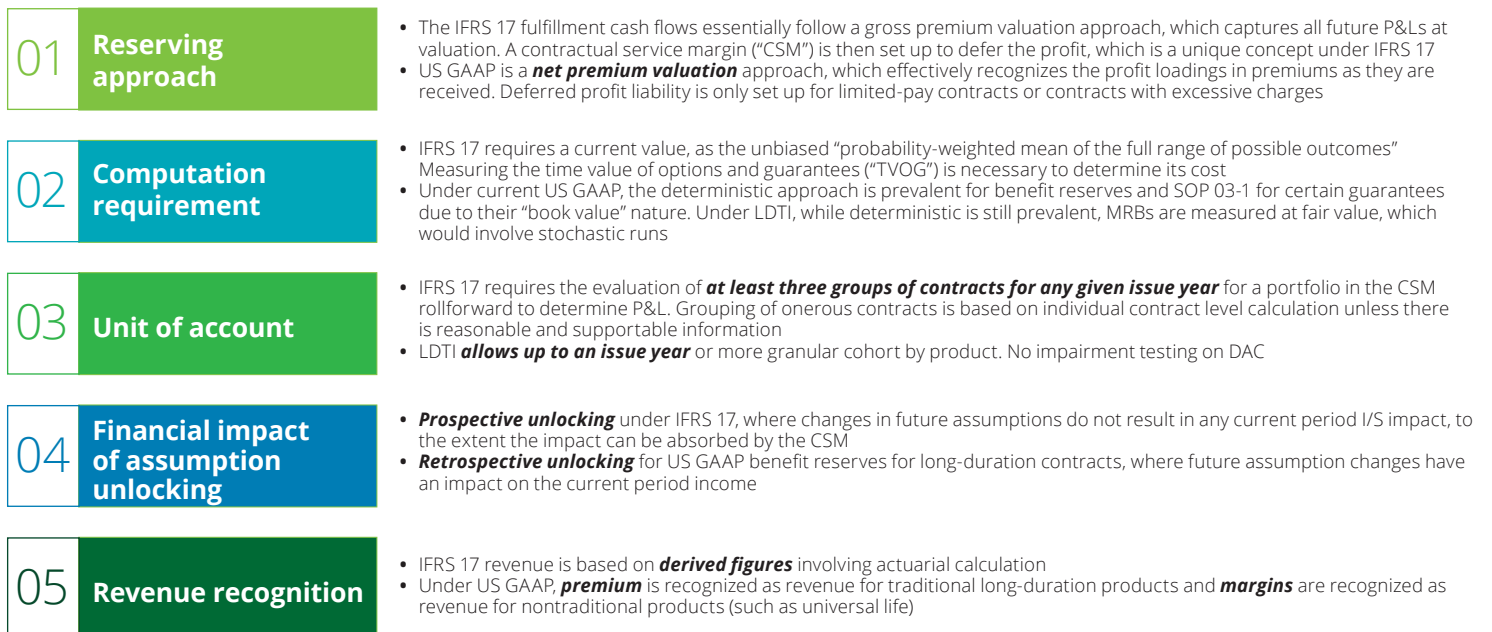 01
Reserving
approach
• The IFRS 17 fulfillment cash flows essentially follow a gross premium valuation approach, which captures all future P&Ls at
valuation. A contractual service margin (“CSM”) is then set up to defer the profit, which is a unique concept under IFRS 17
• US GAAP is a net premium valuation approach, which effectively recognizes the profit loadings in premiums as they are
received. Deferred profit liability is only set up for limited-pay contracts or contracts with excessive charges
02
Computation
requirement
• IFRS 17 requires a current value, as the unbiased “probability-weighted mean of the full range of possible outcomes”
Measuring the time value of options and guarantees (“TVOG”) is necessary to determine its cost
• Under current US GAAP, the deterministic approach is prevalent for benefit reserves and SOP 03-1 for certain guarantees
due to their “book value” nature. Under LDTI, while deterministic is still prevalent, MRBs are measured at fair value, which
would involve stochastic runs
03
Unit of account
• IFRS 17 requires the evaluation of at least three groups of contracts for any given issue year for a portfolio in the CSM
rollforward to determine P&L. Grouping of onerous contracts is based on individual contract level calculation unless there
is reasonable and supportable information
• LDTI allows up to an issue year or more granular cohort by product. No impairment testing on DAC
04
Financial impact
of assumption
unlocking
• Prospective unlocking under IFRS 17, where changes in future assumptions do not result in any current period I/S impact, to
the extent the impact can be absorbed by the CSM
• Retrospective unlocking for US GAAP benefit reserves for long-duration contracts, where future assumption changes have
an impact on the current period income
05
Revenue recognition
• IFRS 17 revenue is based on derived figures involving actuarial calculation
• Under US GAAP, premium is recognized as revenue for traditional long-duration products and margins are recognized as
revenue for nontraditional products (such as universal life)